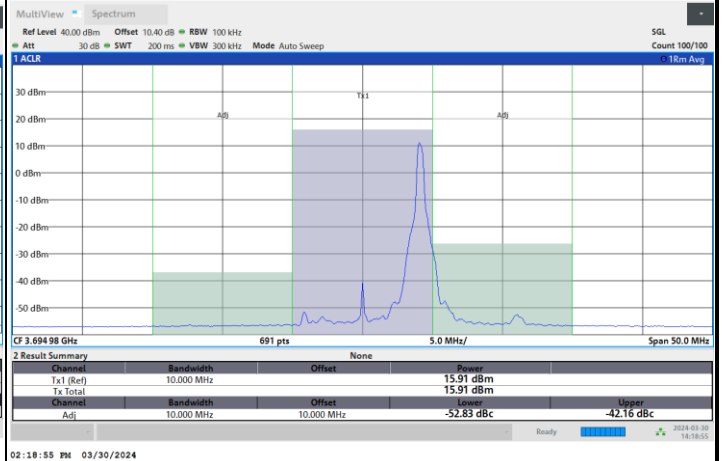 MultiView Spectrum
Ref Level 40.00 dBm Offset 10.40 dB RBW 100 kHz SGL
Att 30 dB SWT 200 ms VBW 300 kHz Mode Auto Sweep Count 100/100
1 ACLR 1Rm Avg
30 dBm
Tx1
20 dBm
Adj Adj
10 dBm
0 dBm
-10 dBm
-20 dBm
-30 dBm
-40 dBm
-50 dBm
CF 3.694 98 GHz 691 pts 5.0 MHz/ Span 50.0 MHz
2 Result Summary None
Channel Bandwidth Offset Power
Tx1 (Ref) 10.000 MHz 15.91 dBm
Tx Total 15.91 dBm
Channel Bandwidth Offset Lower Upper
Adj 10.000 MHz 10.000 MHz -52.83 dBc -42.16 dBc
Ready 2024-03-30
14:18:55
02:18:55 PM 03/30/2024